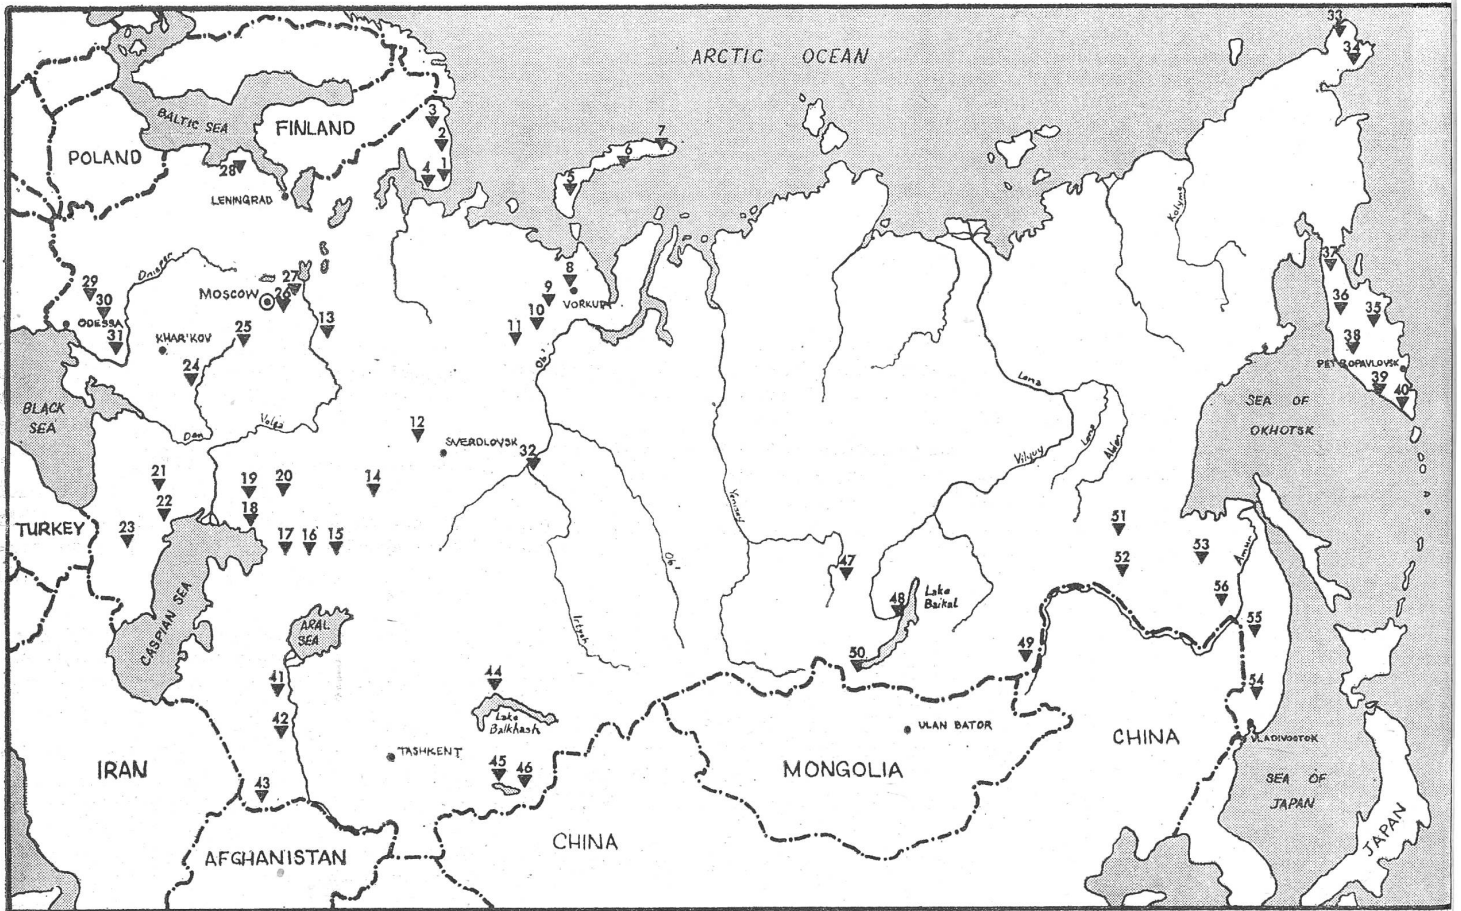 ARCTIC OCEAN
33
34
BALTIC SEA
FINLAND
POLAND
3
2
1
4
7
6
5
28
LENINGRAD
Kolyma
Dnieper
29
30
ODESSA
31
MOSCOW
27
26
KHAR'KOV
25
24
13
8
VORKUTA
9
10
11
Ob'
37
36
35
38
PETROPAVLOVSK
39
40
BLACK
SEA
Don
Volga
12
SVERDLOVSK
32
Lena
Lena
Aldan
Vilyuy
SEA OF
OKHOTSK
21
22
23
19
20
18
14
17
16
15
TURKEY
Yenisey
Ob'
Irtysh
47
48
Lake
Baikal
51
52
53
Amur
56
55
54
CASPIAN SEA
ARAL
SEA
41
42
43
44
Lake
Balkhash
45
46
50
49
IRAN
TASHKENT
ULAN BATOR
MONGOLIA
CHINA
VLADIVOSTOK
SEA OF
JAPAN
AFGHANISTAN
CHINA
JAPAN